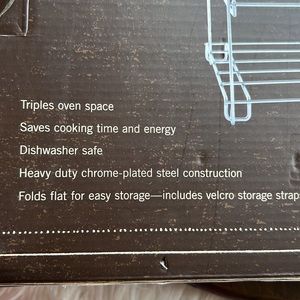 Triples oven space
Saves cooking time and energy
Dishwasher safe
Heavy duty chrome-plated steel construction
Folds flat for easy storage—includes velcro storage straps